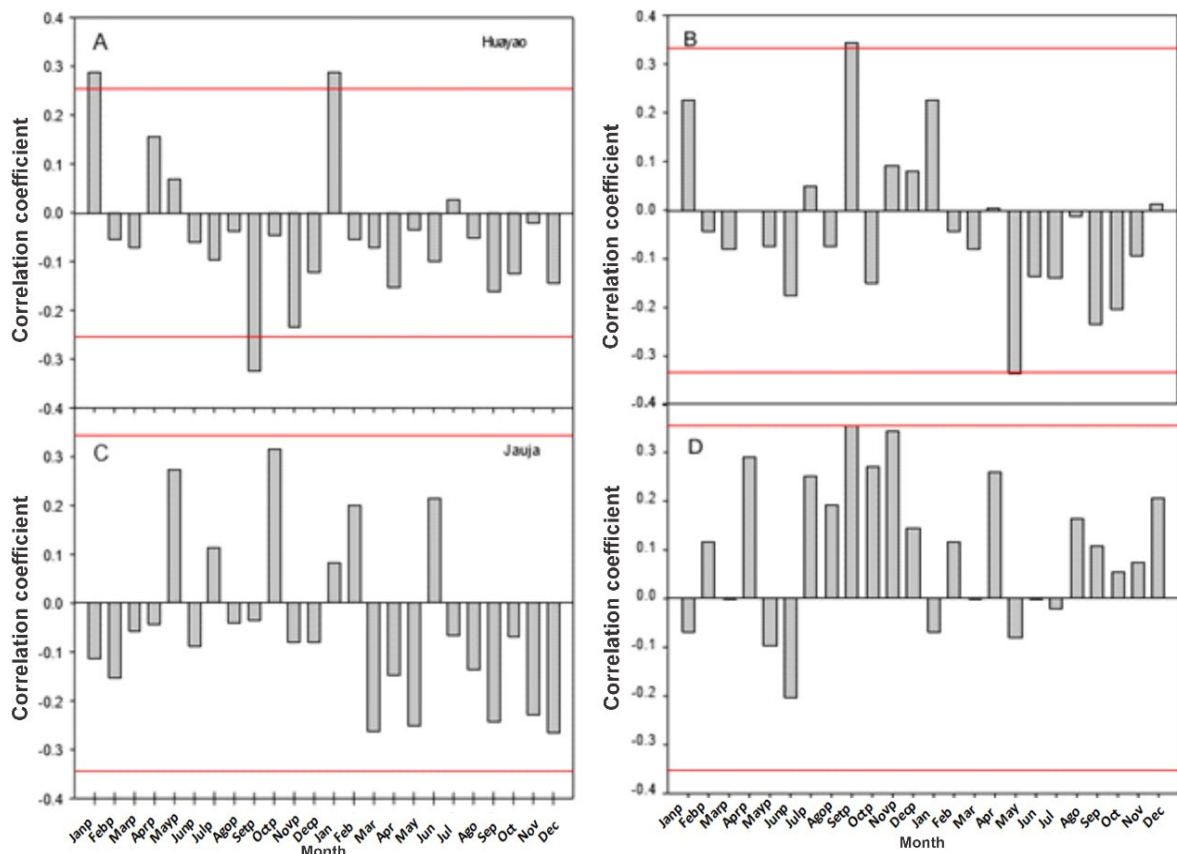 A
Huayao
0.4
0.3
0.2
0.1
0.0
-0.1
-0.2
-0.3
-0.4
Correlation coefficient
B
0.4
0.3
0.2
0.1
0.0
-0.1
-0.2
-0.3
-0.4
Correlation coefficient
C
Jauja
0.3
0.2
0.1
0.0
-0.1
-0.2
-0.3
-0.4
Correlation coefficient
Janp Febp Marp Aprp Mayp Junp Julp Agop Setp Octp Novp Decp Jan Feb Mar Apr May Jun Jul Ago Sep Oct Nov Dec
Month
D
0.3
0.2
0.1
0.0
-0.1
-0.2
-0.3
-0.4
Correlation coefficient
Janp Febp Marp Aprp Mayp Jungp Julp Agop Setp Octp Novp Decp Jan Feb Mar Apr May Jun Jul Ago Sep Oct Nov Dec
Month